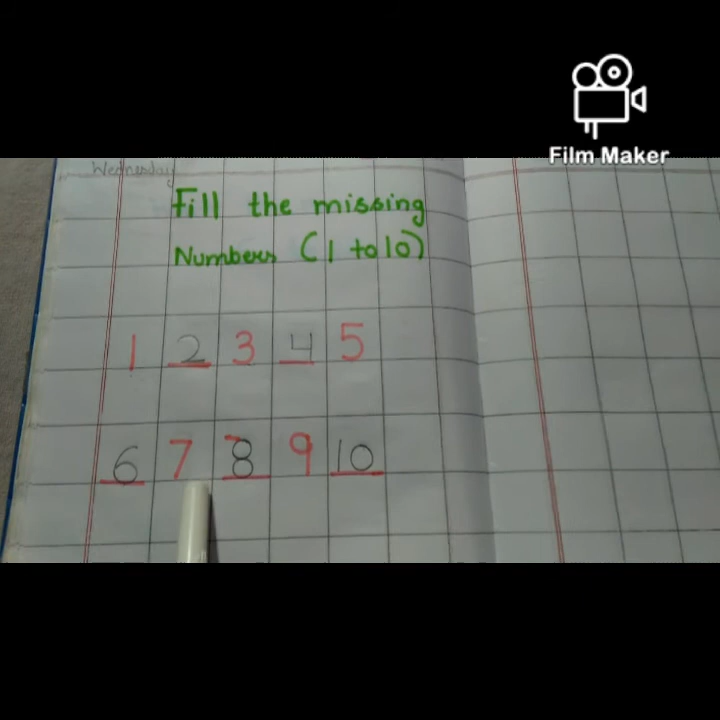 Film Maker
Wednesday
Fill the missing
Numbers (1 to 10)
1 2 3 4 5
6 7 8 9 10